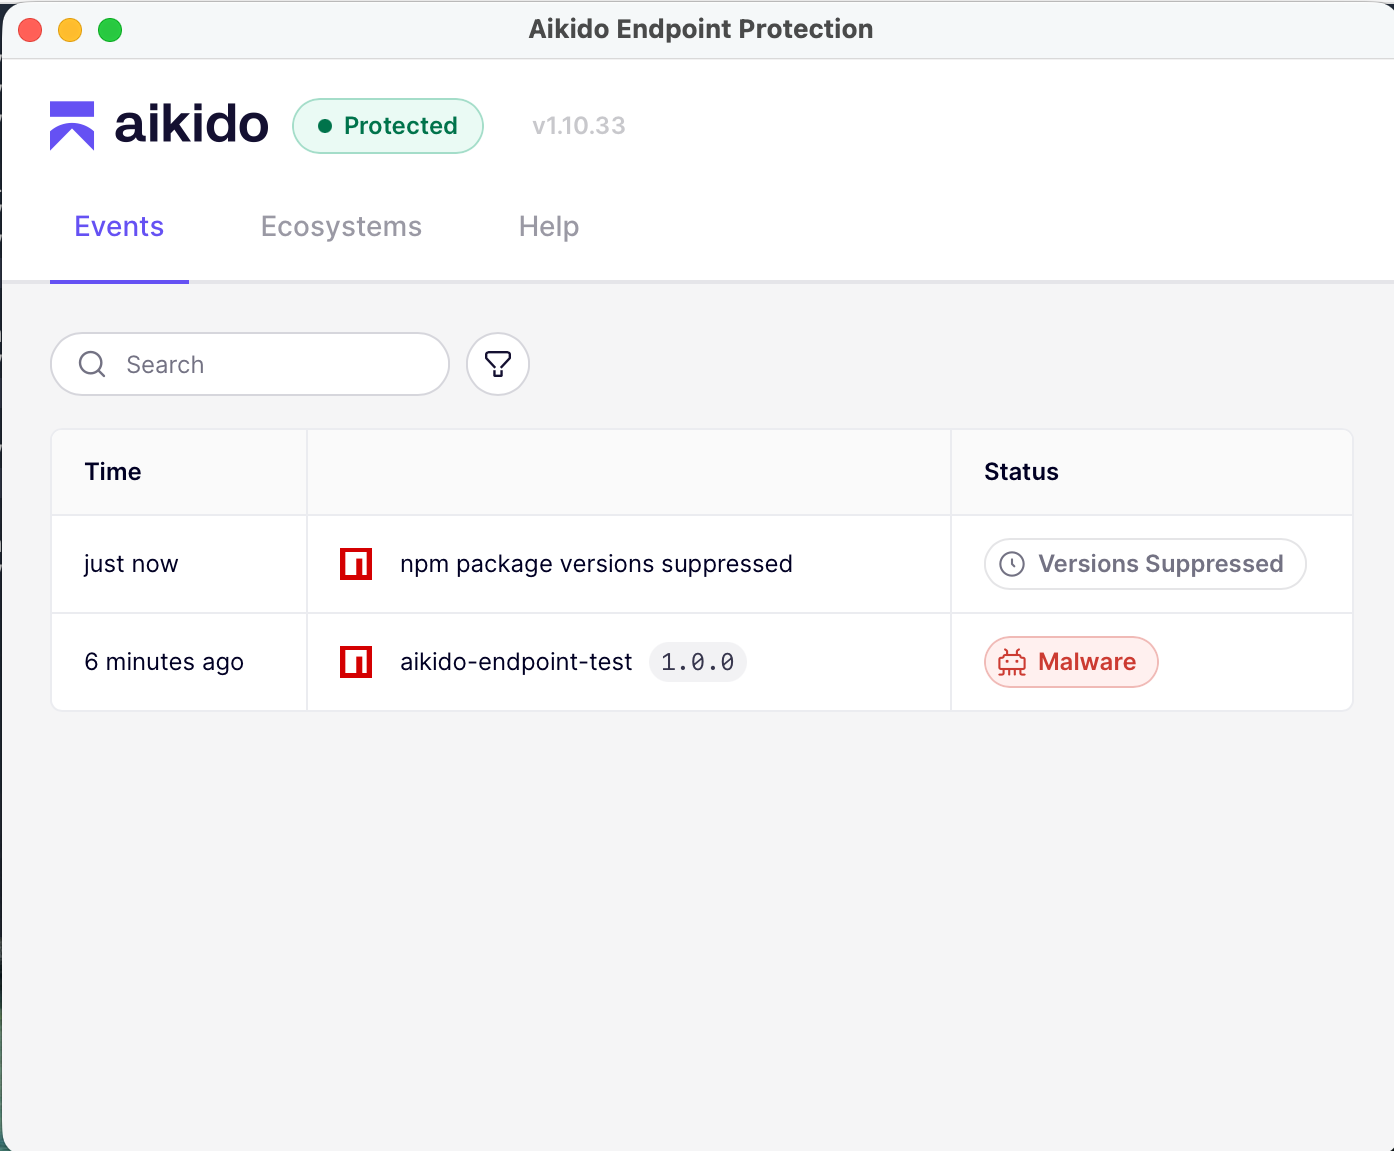 Aikido Endpoint Protection
aikido Protected v1.10.33
Events Ecosystems Help
Search
Time Status
just now npm package versions suppressed Versions Suppressed
6 minutes ago aikido-endpoint-test 1.0.0 Malware